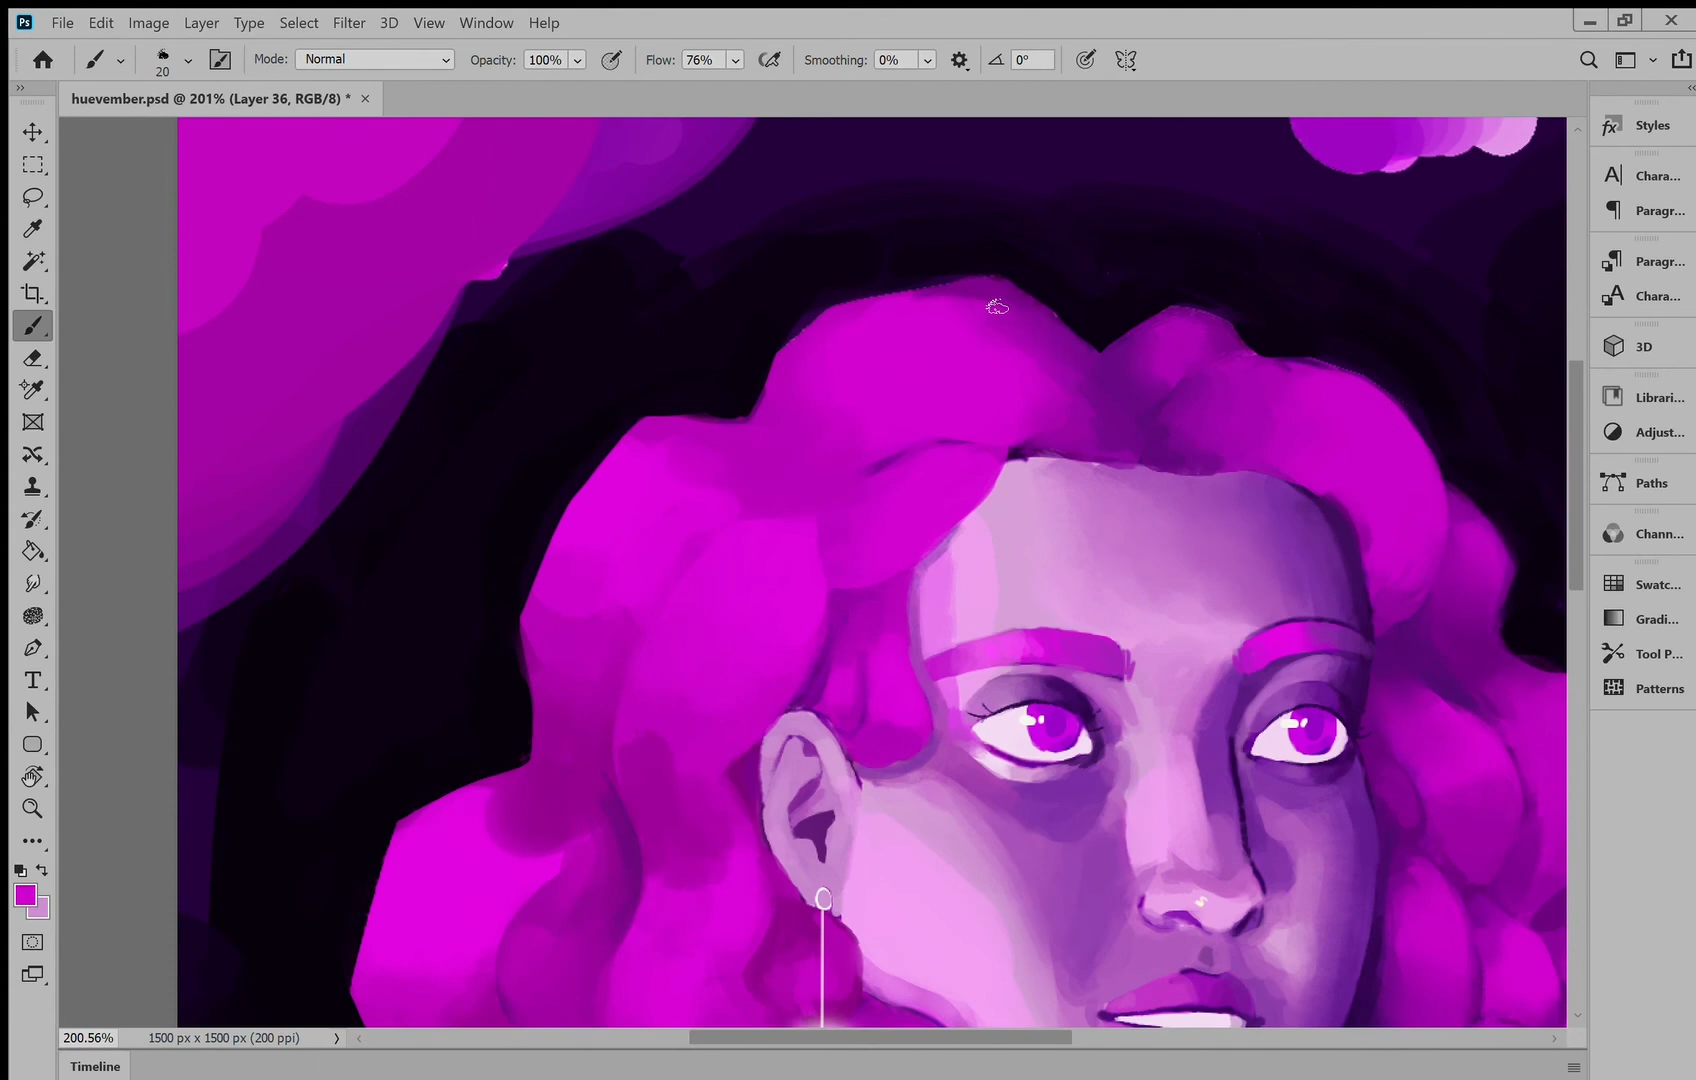 Ps File Edit Image Layer Type Select Filter 3D View Window Help
20 Mode: Normal Opacity: 100% Flow: 76% Smoothing: 0% 0°
huevember.psd @ 201% (Layer 36, RGB/8) *
fx Styles
A Chara...
Paragr...
Paragr...
A Chara...
3D
Librari...
Adjust...
Paths
Chann...
Swatc...
Gradi...
Tool P...
Patterns
T
200.56% 1500 px x 1500 px (200 ppi)
Timeline